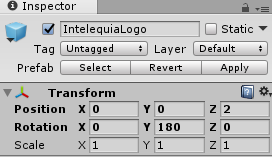 Inspector
IntelequiaLogo Static
Tag Untagged Layer Default
Prefab Select Revert Apply
Transform
Position X 0 Y 0 Z 2
Rotation X 0 Y 180 Z 0
Scale X 1 Y 1 Z 1